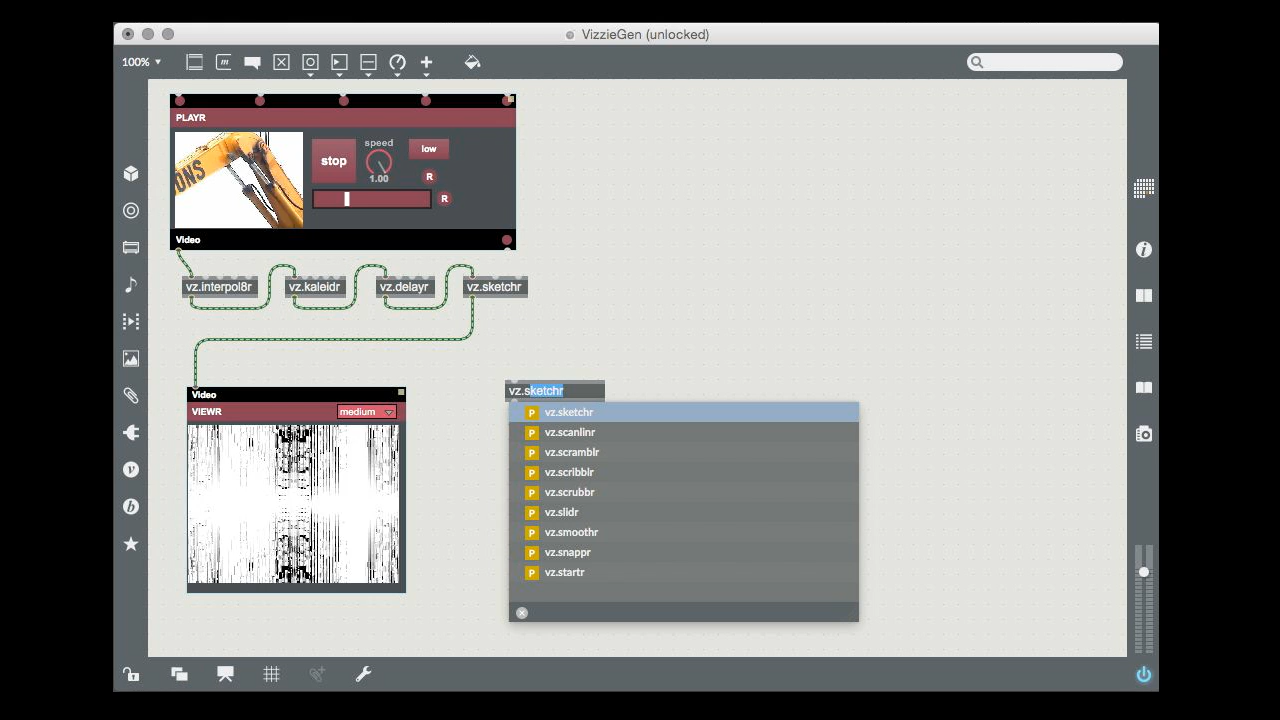 VizzieGen (unlocked)
100%
m
PLAYR
ONS
stop
speed
1.00
low
R
R
Video
vz.interpol8r
vz.kaleidr
vz.delayr
vz.sketchr
Video
VIEWR
medium
vz.sketchr
P vz.sketchr
P vz.scanlinr
P vz.scramblr
P vz.scribblr
P vz.scrubbr
P vz.slidr
P vz.smoothr
P vz.snappr
P vz.startr
v
b
i